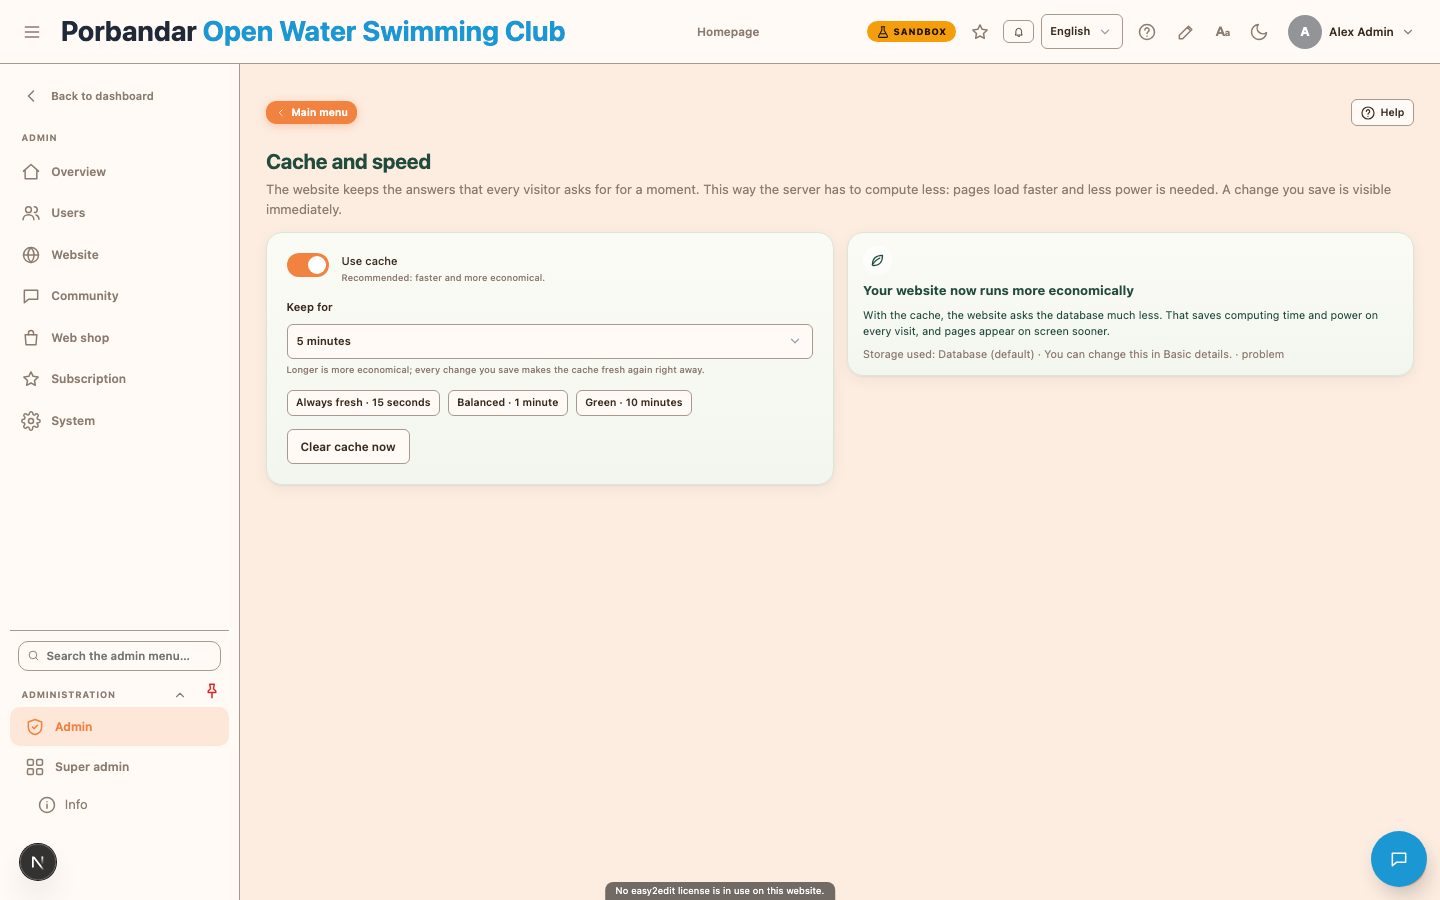 Porbandar Open Water Swimming Club
Homepage
SANDBOX
English
Aa
A
Alex Admin
Back to dashboard
ADMIN
Overview
Users
Website
Community
Web shop
Subscription
System
Search the admin menu...
ADMINISTRATION
Admin
Super admin
Info
N
Main menu
Help
Cache and speed
The website keeps the answers that every visitor asks for for a moment. This way the server has to compute less: pages load faster and less power is needed. A change you save is visible
immediately.
Use cache
Recommended: faster and more economical.
Keep for
5 minutes
Longer is more economical; every change you save makes the cache fresh again right away.
Always fresh · 15 seconds
Balanced · 1 minute
Green · 10 minutes
Clear cache now
Your website now runs more economically
With the cache, the website asks the database much less. That saves computing time and power on
every visit, and pages appear on screen sooner.
Storage used: Database (default) · You can change this in Basic details. · problem
No easy2edit license is in use on this website.